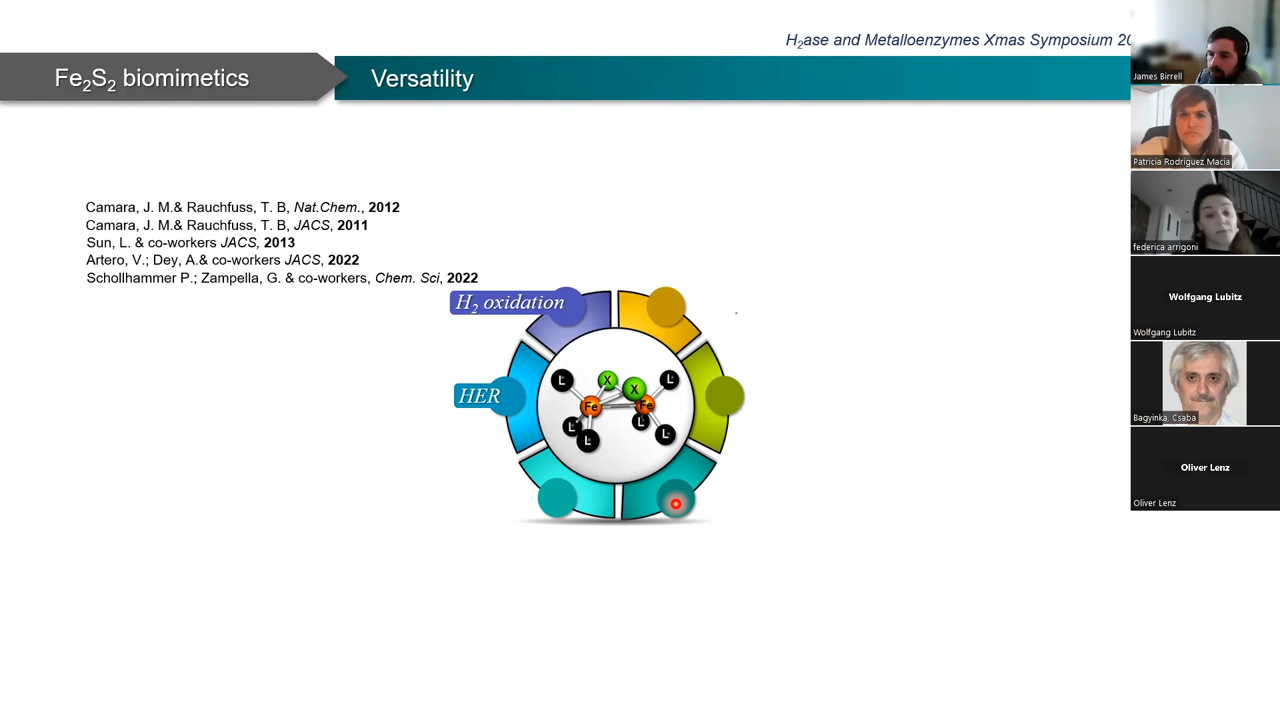 H2ase and Metalloenzymes Xmas Symposium 20
Fe2S2 biomimetics
Versatility
Camara, J. M.& Rauchfuss, T. B, Nat.Chem., 2012
Camara, J. M.& Rauchfuss, T. B, JACS, 2011
Sun, L. & co-workers JACS, 2013
Artero, V.; Dey, A.& co-workers JACS, 2022
Schollhammer P.; Zampella, G. & co-workers, Chem. Sci, 2022
H2 oxidation
HER
L
X
X
L
Fe
Fe
L
L
L
L
James Birrell
Patricia Rodriguez Macia
federica arrigoni
Wolfgang Lubitz
Wolfgang Lubitz
Bagyinka, Csaba
Oliver Lenz
Oliver Lenz